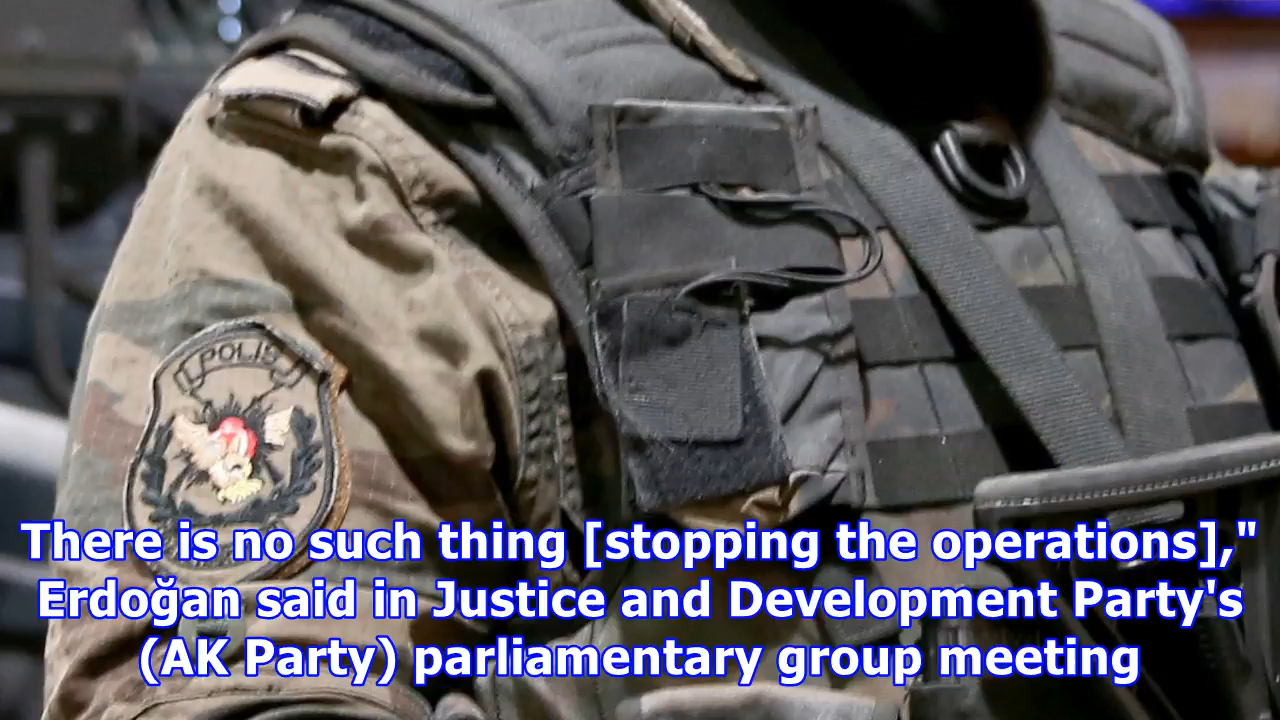 POLIS
There is no such thing [stopping the operations],"
Erdoğan said in Justice and Development Party's
(AK Party) parliamentary group meeting